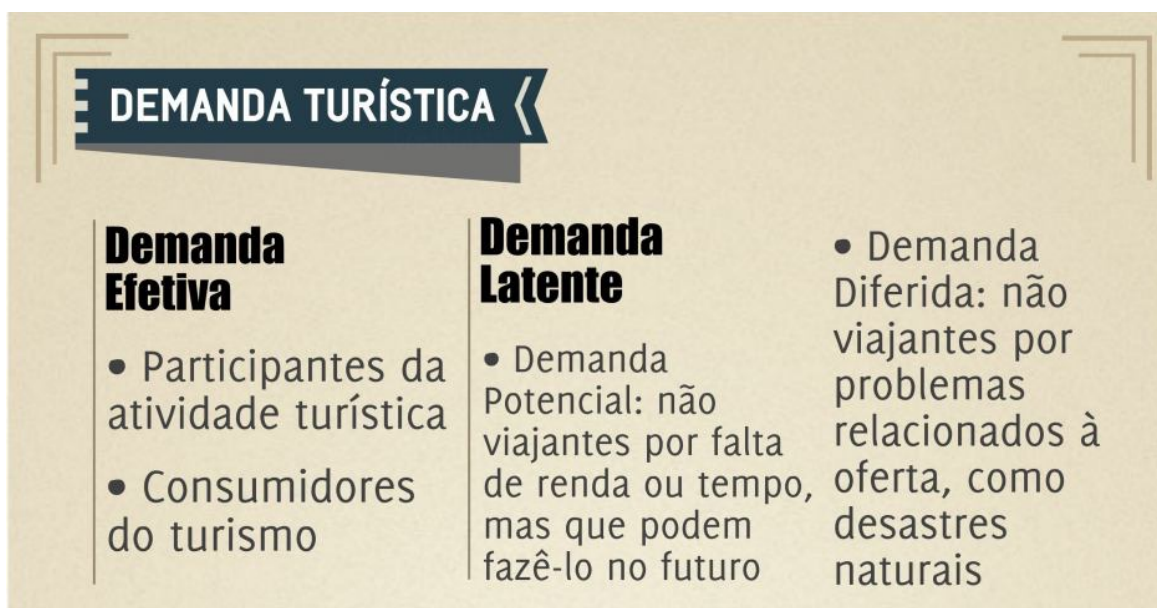 DEMANDA TURÍSTICA
Demanda
Efetiva
• Participantes da
atividade turística
• Consumidores
do turismo
Demanda
Latente
• Demanda
Potencial: não
viajantes por falta
de renda ou tempo,
mas que podem
fazê-lo no futuro
• Demanda
Diferida: não
viajantes por
problemas
relacionados à
oferta, como
desastres
naturais